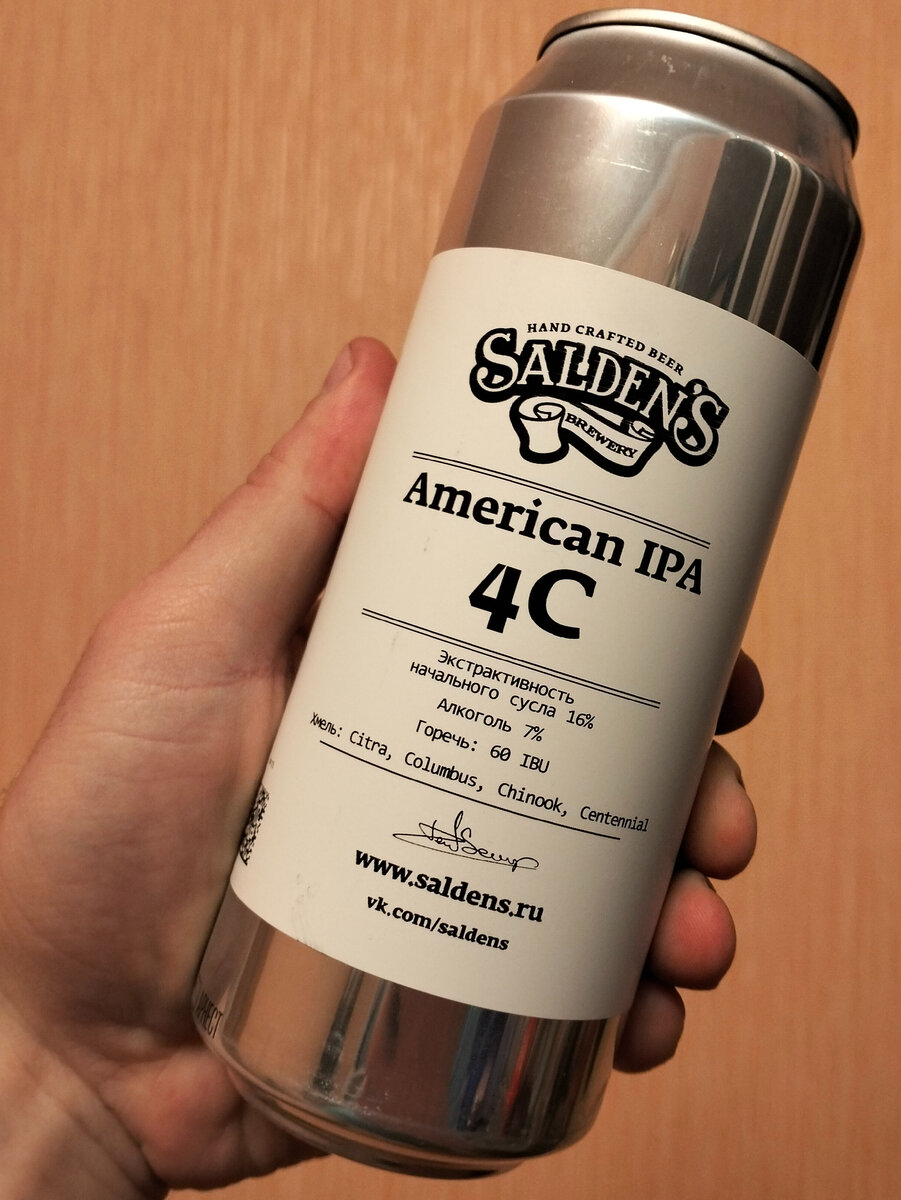 HAND CRAFTED BEER
SALDEN'S
BREWERY
American IPA
4C
Экстрактивность
начального сусла 16%
Алкоголь 7%
Горечь: 60 IBU
Хмель: Citra, Columbus, Chinook, Centennial
www.saldens.ru
vk.com/saldens